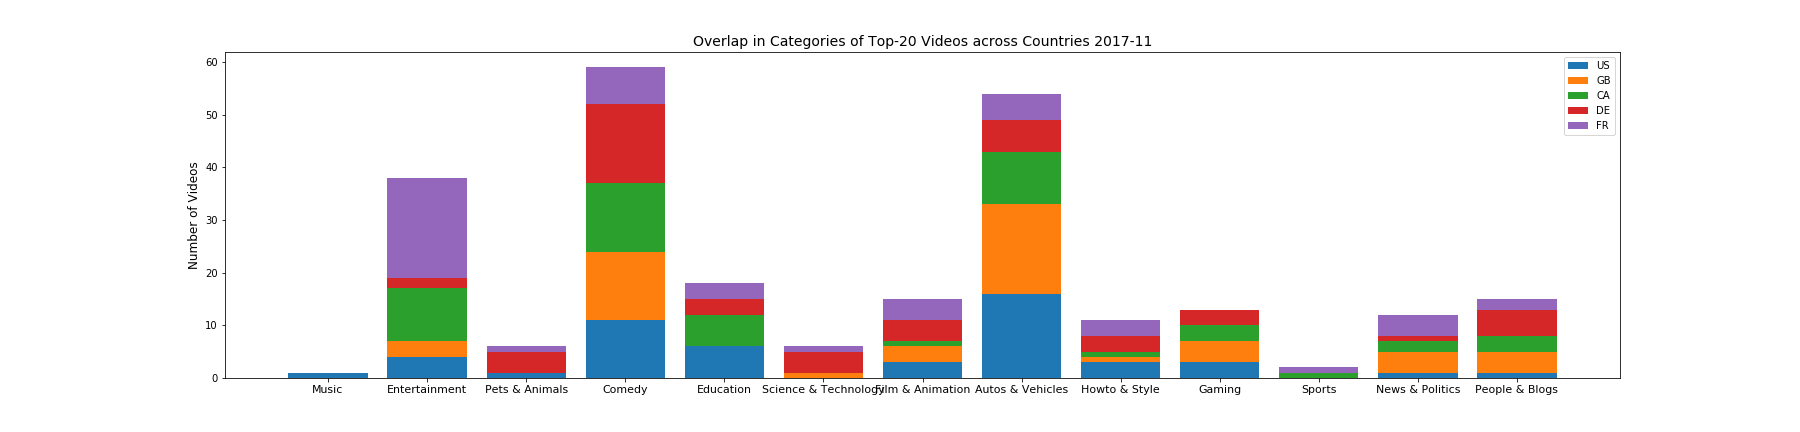 Overlap in Categories of Top-20 Videos across Countries 2017-11
Number of Videos
60
50
40
30
20
10
0
US
GB
CA
DE
FR
Music Entertainment Pets & Animals Comedy Education Science & Technology Film & Animation Autos & Vehicles Howto & Style Gaming Sports News & Politics People & Blogs